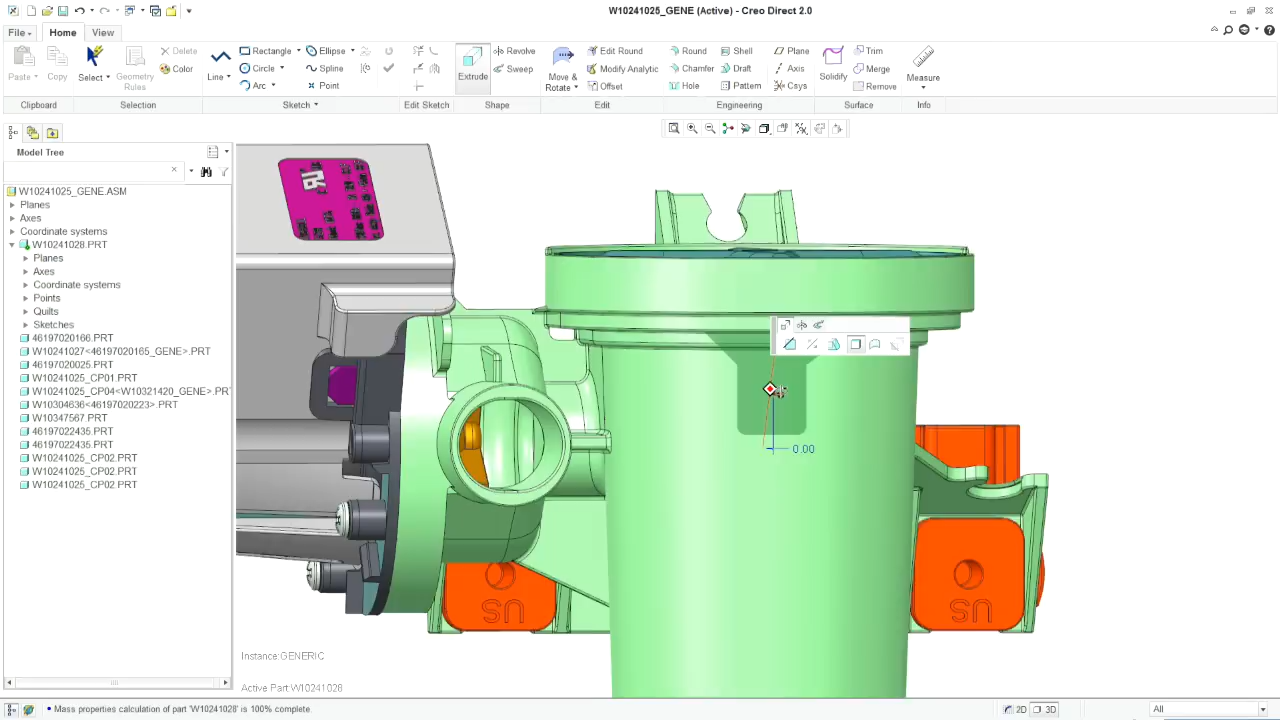 W10241025_GENE (Active) - Creo Direct 2.0
File Home View
Paste Copy Delete Color Select Geometry Rules Line Rectangle Circle Arc Ellipse Spline Point Extrude Revolve Sweep Move & Rotate Edit Round Modify Analytic Offset Round Chamfer Hole Shell Draft Pattern Plane Axis Csys Solidify Trim Merge Remove Measure
Clipboard Selection Sketch Edit Sketch Shape Edit Engineering Surface Info
Model Tree
W10241025_GENE.ASM
Planes
Axes
Coordinate systems
W10241028.PRT
Planes
Axes
Coordinate systems
Points
Quilts
Sketches
46197020166.PRT
W10241027<46197020165_GENE>.PRT
46197020025.PRT
W10241025_CP01.PRT
W10241025_CP04<W10321420_GENE>.PR
W10304636<46197020223>.PRT
W10347567.PRT
46197022435.PRT
46197022435.PRT
W10241025_CP02.PRT
W10241025_CP02.PRT
W10241025_CP02.PRT
0.00
US
US
Instance:GENERIC
Active Part W10241028
Mass properties calculation of part 'W10241028' is 100% complete.
2D 3D All